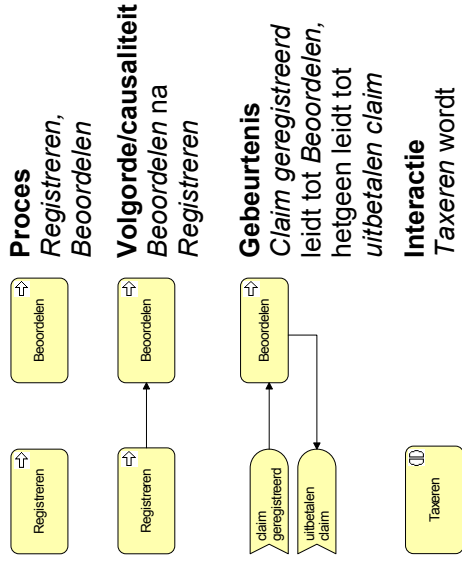 Registreren
Beoordelen
Proces
Registreren,
Beoordelen
Registreren
Beoordelen
Volgorde/causaliteit
Beoordelen na
Registreren
claim
geregistreerd
uitbetalen
claim
Beoordelen
Gebeurtenis
Claim geregistreerd
leidt tot Beoordelen,
hetgeen leidt tot
uitbetalen claim
Taxeren
Interactie
Taxeren wordt